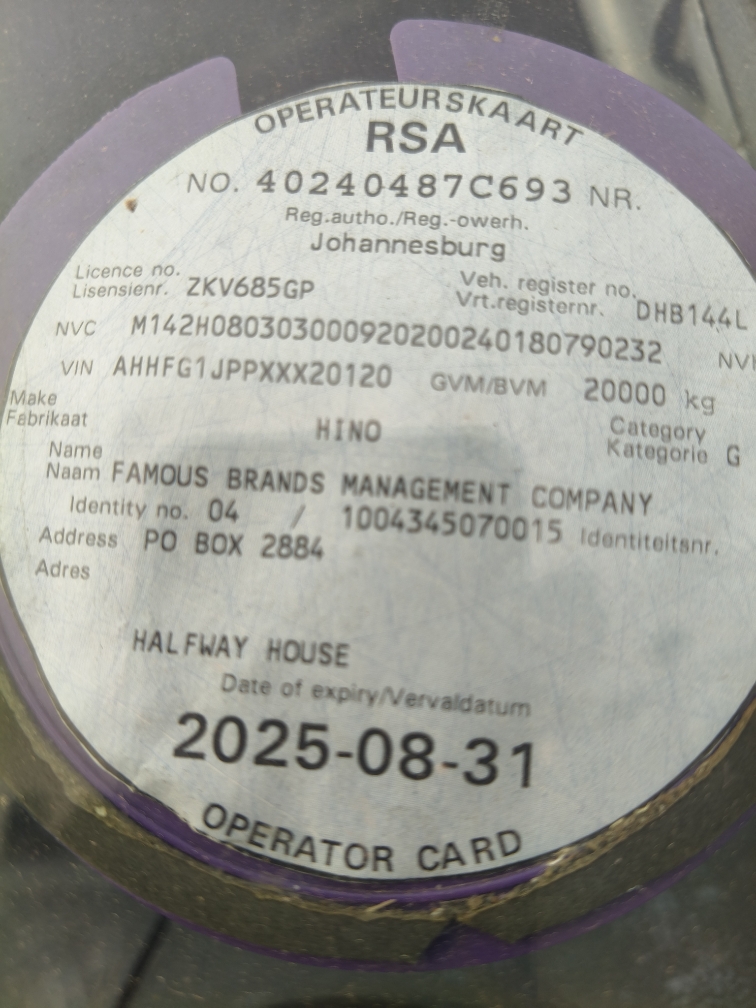 OPERATEURSKAART
RSA
NO. 40240487C693 NR.
Reg.autho./Reg.-owerh.
Johannesburg
Licence no. Veh. register no.
Lisensienr. ZKV685GP Vrt.registernr. DHB144L
NVC M142H080303000920200240180790232
VIN AHHFG1JPPXXX20120 GVM/BVM 20000 kg
Make
Fabrikaat HINO Category
Kategorie G
Name
Naam FAMOUS BRANDS MANAGEMENT COMPANY
Identity no. 04 / 1004345070015 Identiteitsnr.
Address PO BOX 2884
Adres
HALFWAY HOUSE
Date of expiry/Vervaldatum
2025-08-31
OPERATOR CARD